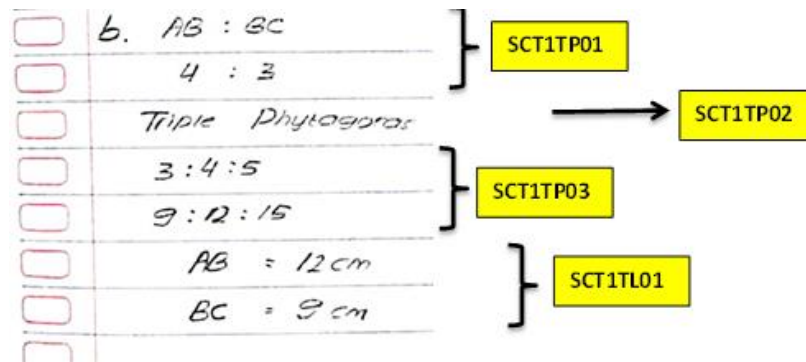 b. AB : BC
SCT1TP01
4 : 3
Triple Phytagoras
SCT1TP02
3 : 4 : 5
SCT1TP03
9 : 12 : 15
AB = 12 cm
SCT1TL01
BC = 9 cm